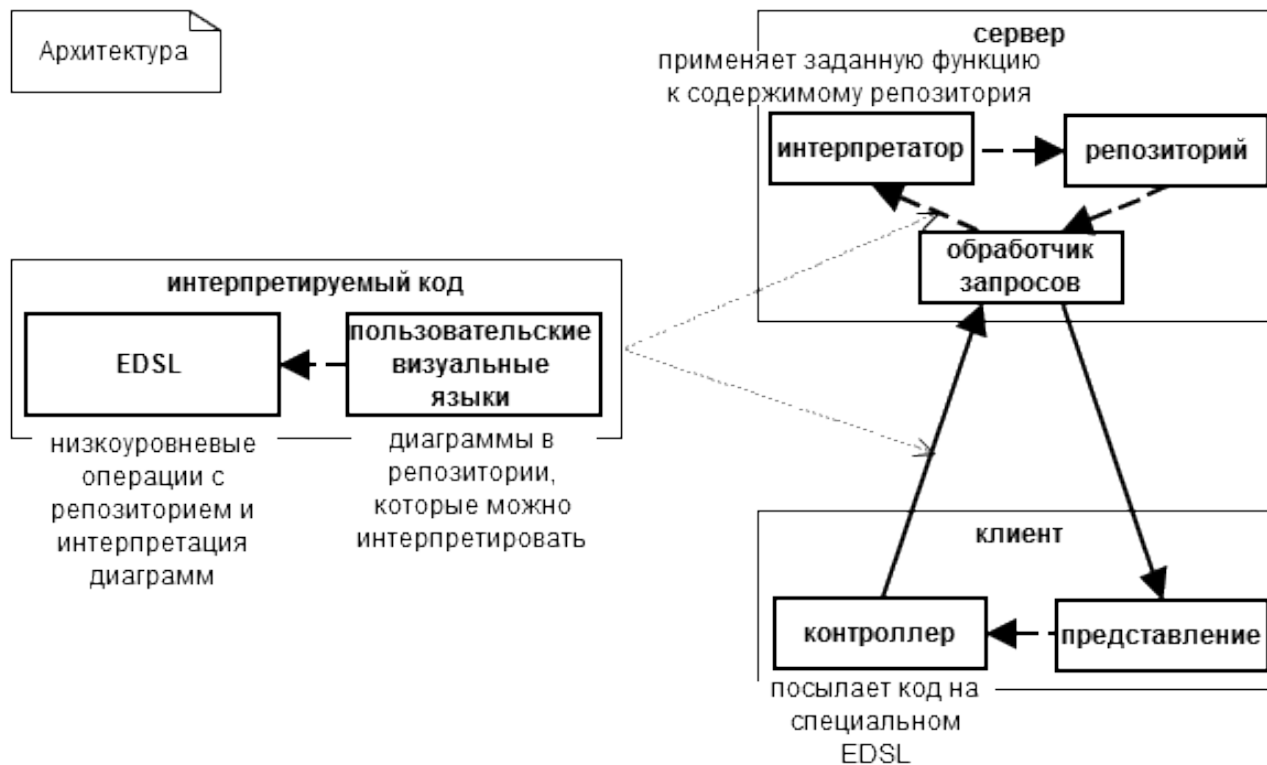 Архитектура
сервер
применяет заданную функцию
к содержимому репозитория
интерпретатор
репозиторий
обработчик
запросов
интерпретируемый код
EDSL
пользовательские
визуальные
языки
низкоуровневые
операции с
репозиторием и
интерпретация
диаграмм
диаграммы в
репозитории,
которые можно
интерпретировать
клиент
контроллер
представление
посылает код на
специальном
EDSL